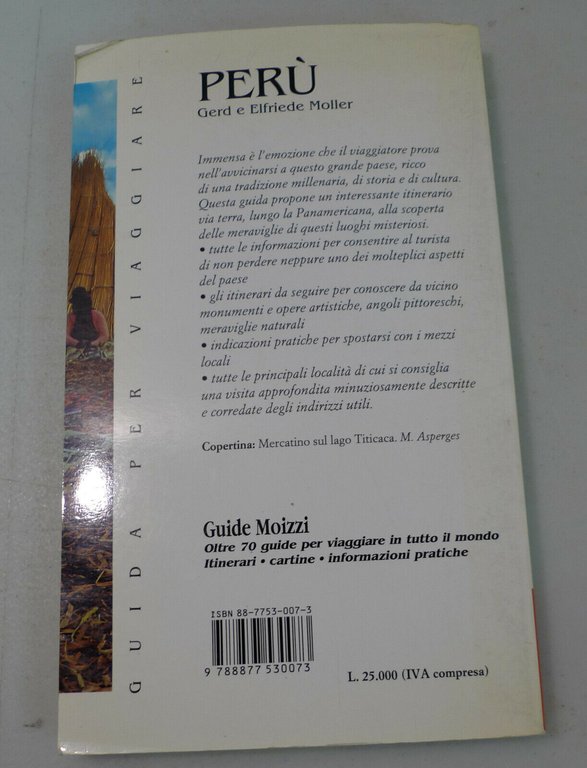 PERÙ
Gerd e Elfriede Moller
Immensa è l'emozione che il viaggiatore prova
nell'avvicinarsi a questo grande paese, ricco
di una tradizione millenaria, di storia e di cultura.
Questa guida propone un interessante itinerario
via terra, lungo la Panamericana, alla scoperta
delle meraviglie di questi luoghi misteriosi.
• tutte le informazioni per consentire al turista
di non perdere neppure uno dei molteplici aspetti
del paese
• gli itinerari da seguire per conoscere da vicino
monumenti e opere artistiche, angoli pittoreschi,
meraviglie naturali
• indicazioni pratiche per spostarsi con i mezzi
locali
• tutte le principali località di cui si consiglia
una visita approfondita minuziosamente descritte
e corredate degli indirizzi utili.
Copertina: Mercatino sul lago Titicaca. M. Asperges
Guide Moizzi
Oltre 70 guide per viaggiare in tutto il mondo
Itinerari • cartine • informazioni pratiche
ISBN 88-7753-007-3
9 788877 530073
L. 25.000 (IVA compresa)
GUIDA PER VIAGGIARE